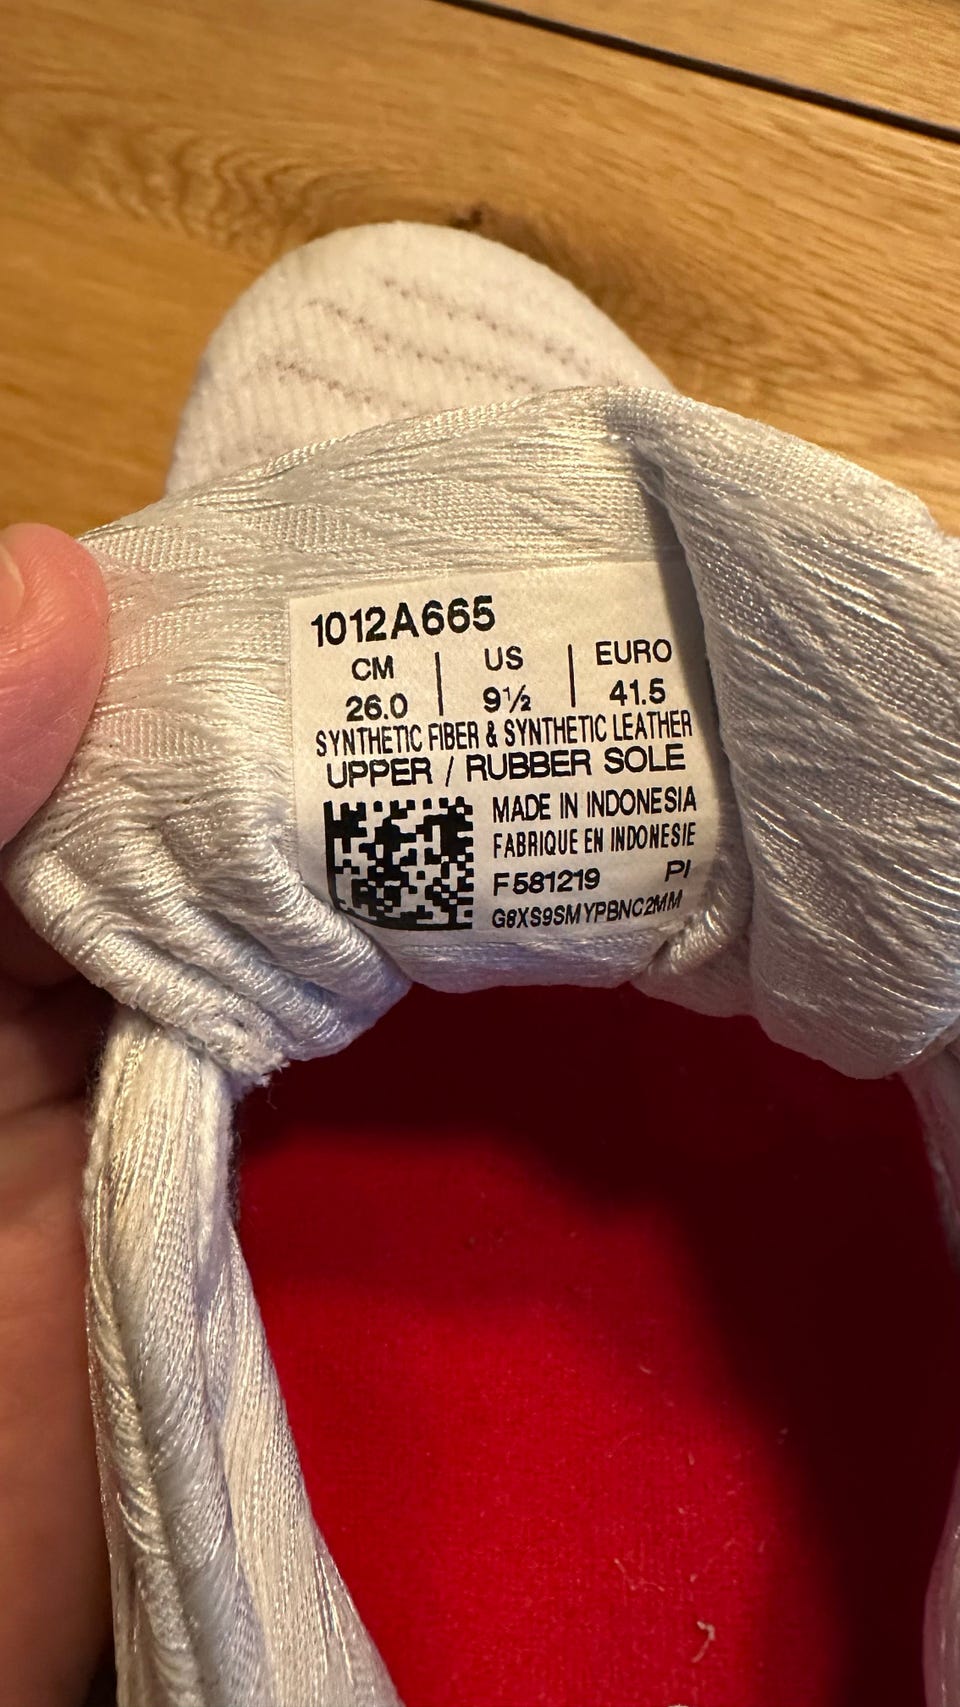 1012A665
CM | US | EURO
26.0 | 9½ | 41.5
SYNTHETIC FIBER & SYNTHETIC LEATHER
UPPER / RUBBER SOLE
MADE IN INDONESIA
FABRIQUE EN INDONESIE
F581219 PI
G8XS9SMYPBNC2MM